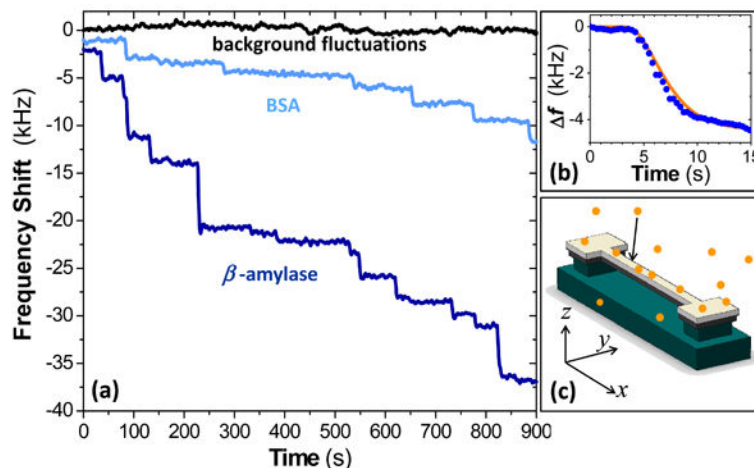 0
-5
-10
-15
-20
-25
-30
-35
-40
Frequency Shift (kHz)
background fluctuations
BSA
β-amylase
(a)
0 100 200 300 400 500 600 700 800 900
Time (s)
0
-2
-4
Δf (kHz)
(b)
0 5 10 15
Time (s)
z
y
x
(c)